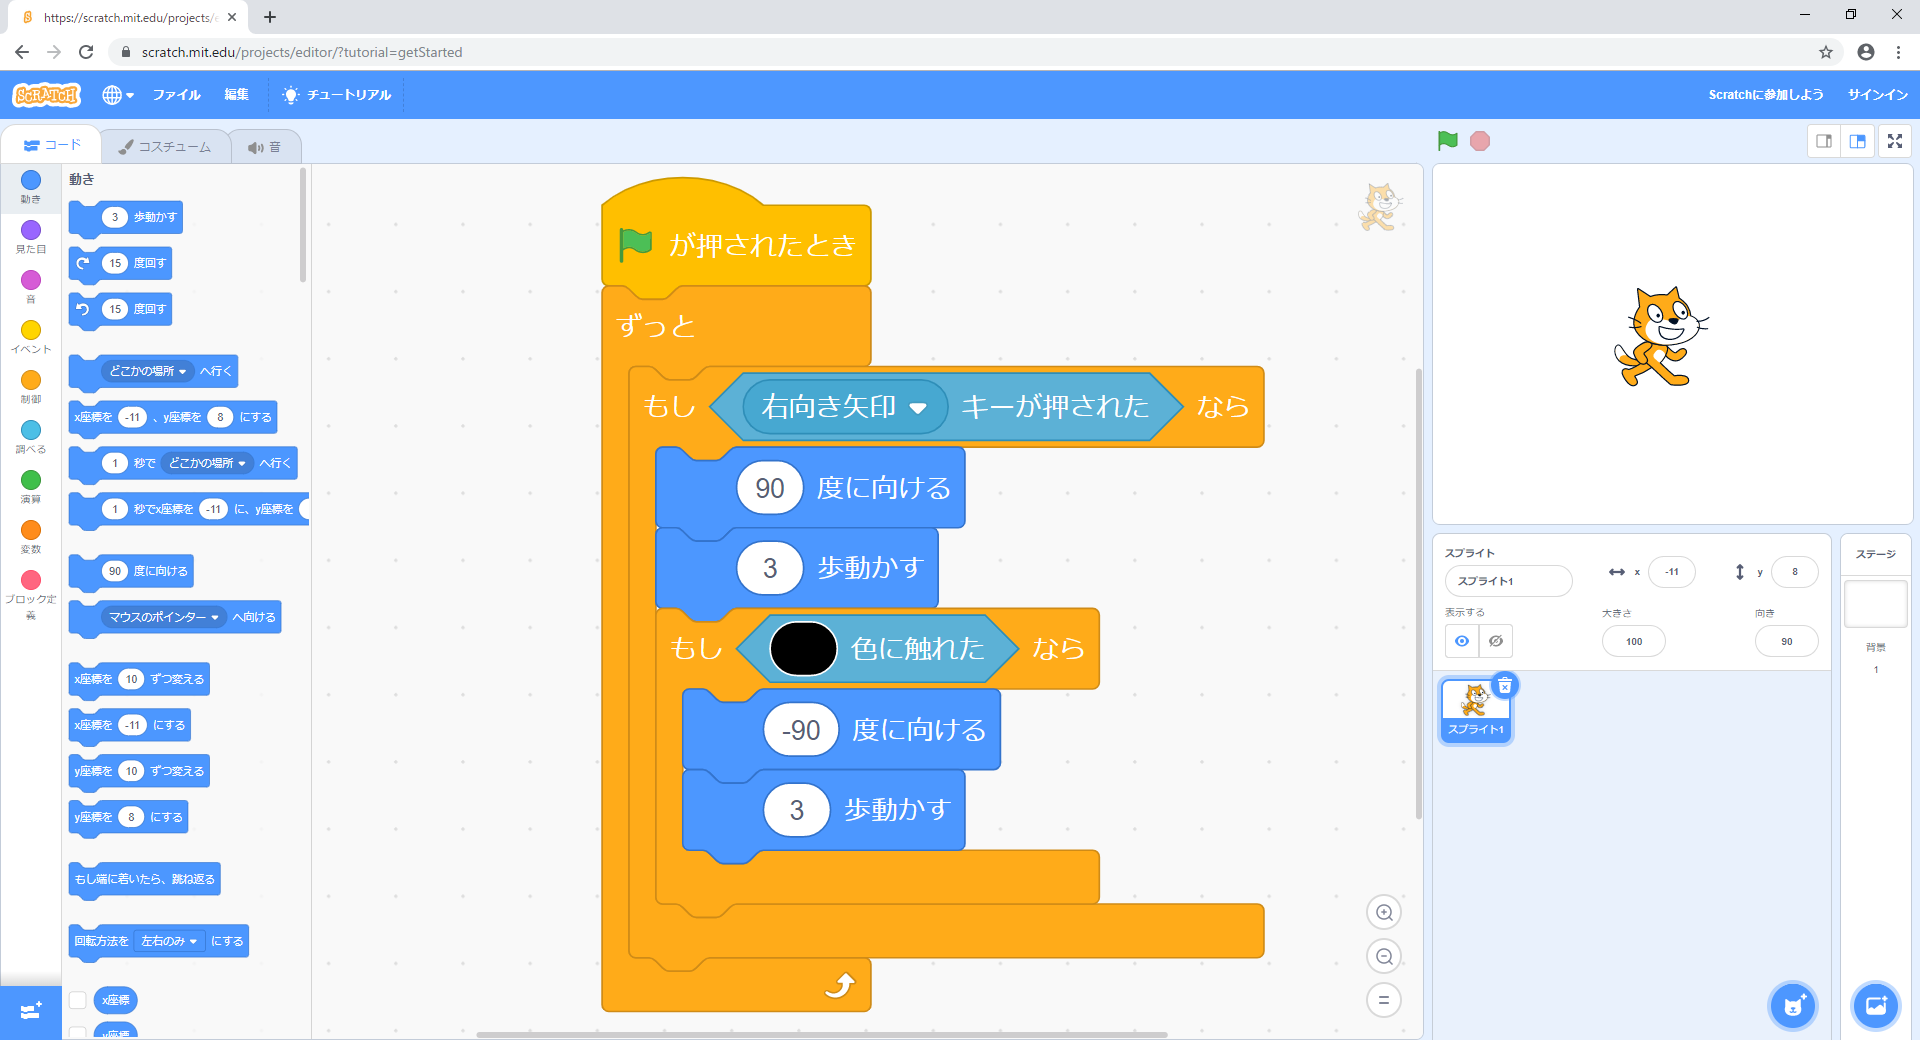 https://scratch.mit.edu/projects/e
scratch.mit.edu/projects/editor/?tutorial=getStarted
SCRATCH ファイル 編集 チュートリアル Scratchに参加しよう サインイン
コード コスチューム 音
動き
見た目
音
イベント
制御
調べる
演算
変数
ブロック定義
動き
3 歩動かす
15 度回す
15 度回す
どこかの場所 へ行く
x座標を -11 、y座標を 8 にする
1 秒で どこかの場所 へ行く
1 秒でx座標を -11 に、y座標を
90 度に向ける
マウスのポインター へ向ける
x座標を 10 ずつ変える
x座標を -11 にする
y座標を 10 ずつ変える
y座標を 8 にする
もし端に着いたら、跳ね返る
回転方法を 左右のみ にする
x座標
y座標
が押されたとき
ずっと
もし 右向き矢印 キーが押された なら
90 度に向ける
3 歩動かす
もし 色に触れた なら
-90 度に向ける
3 歩動かす
スプライト
スプライト1 x -11 y 8
表示する 大きさ 向き
100 90
スプライト1
ステージ
背景
1